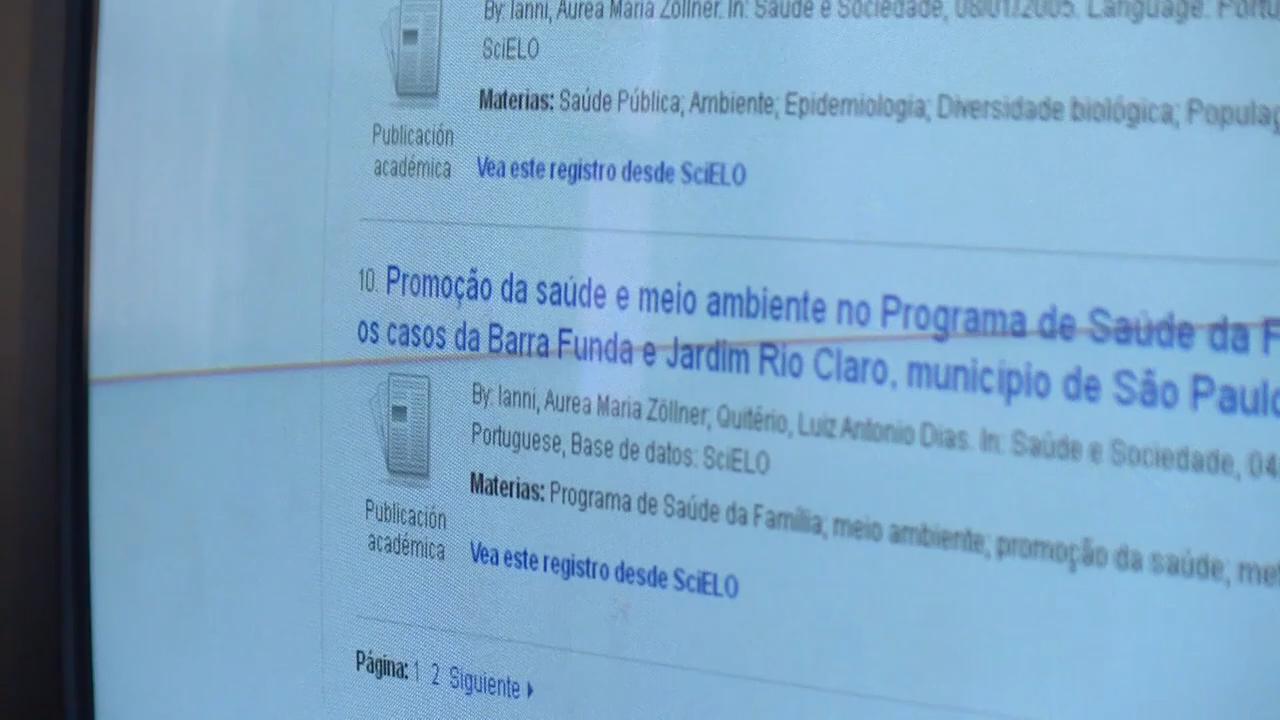 By: Ianni, Aurea Maria Zöllner. In: Saúde e Sociedade, 08/01/2005. Language:
SciELO
Materias: Saúde Pública; Ambiente; Epidemiologia; Diversidade biológica;
Publicación
académica
Vea este registro desde SciELO
10. Promoção da saúde e meio ambiente no Programa de Saúde da F
os casos da Barra Funda e Jardim Rio Claro, município de São Paulo
By: Ianni, Aurea Maria Zöllner; Quitério, Luiz Antonio Dias. In: Saúde e Sociedade, 04
Portuguese, Base de datos: SciELO
Materias: Programa de Saúde da Família; meio ambiente; promoção da saúde;
Publicación
académica
Vea este registro desde SciELO
Página: 1 2 Siguiente